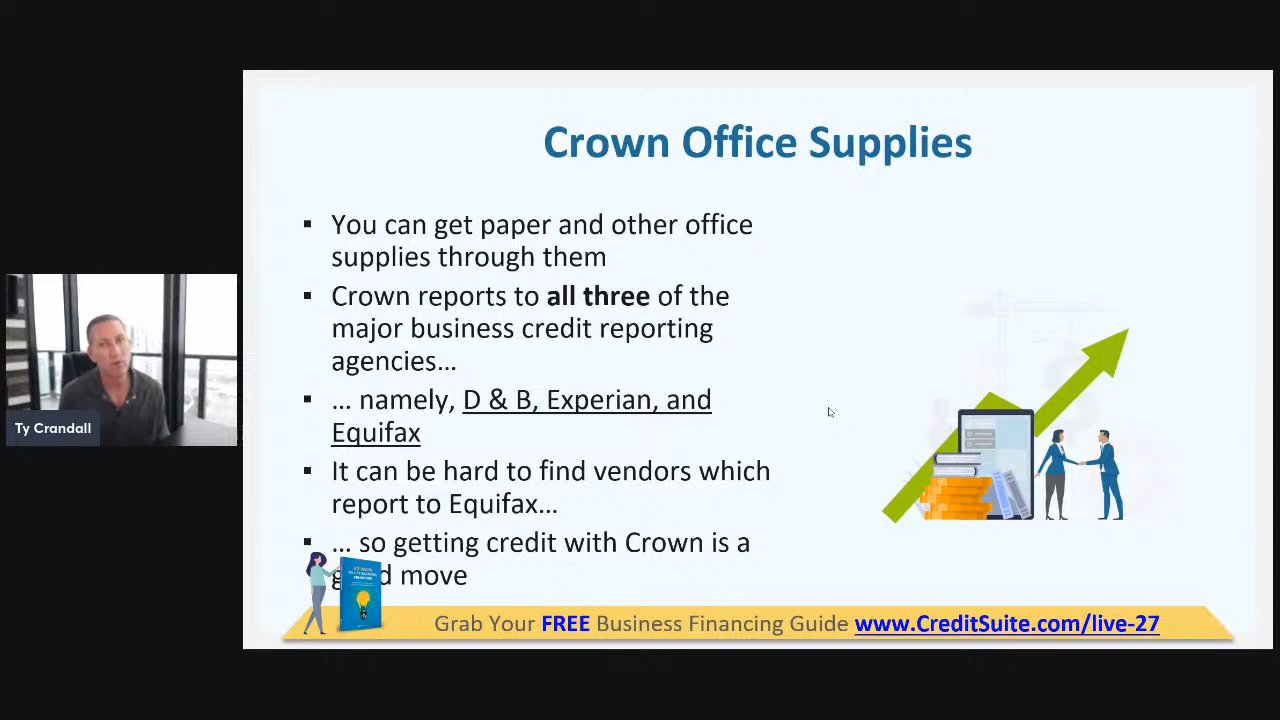 Crown Office Supplies
▪ You can get paper and other office
supplies through them
▪ Crown reports to all three of the
major business credit reporting
agencies…
▪ … namely, D & B, Experian, and
Equifax
▪ It can be hard to find vendors which
report to Equifax…
▪ … so getting credit with Crown is a
move
Ty Crandall
Grab Your FREE Business Financing Guide www.CreditSuite.com/live-27